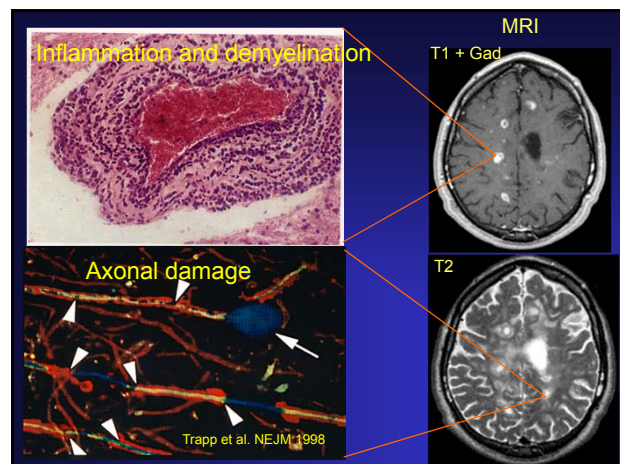 MRI
Inflammation and demyelination
T1 + Gad
Axonal damage
T2
Trapp et al. NEJM 1998